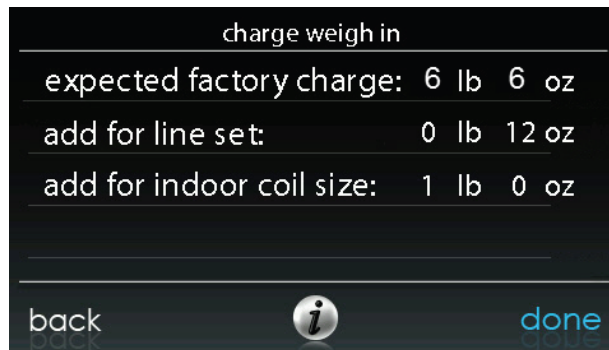 charge weigh in
expected factory charge: 6 lb 6 oz
add for line set: 0 lb 12 oz
add for indoor coil size: 1 lb 0 oz
back i done